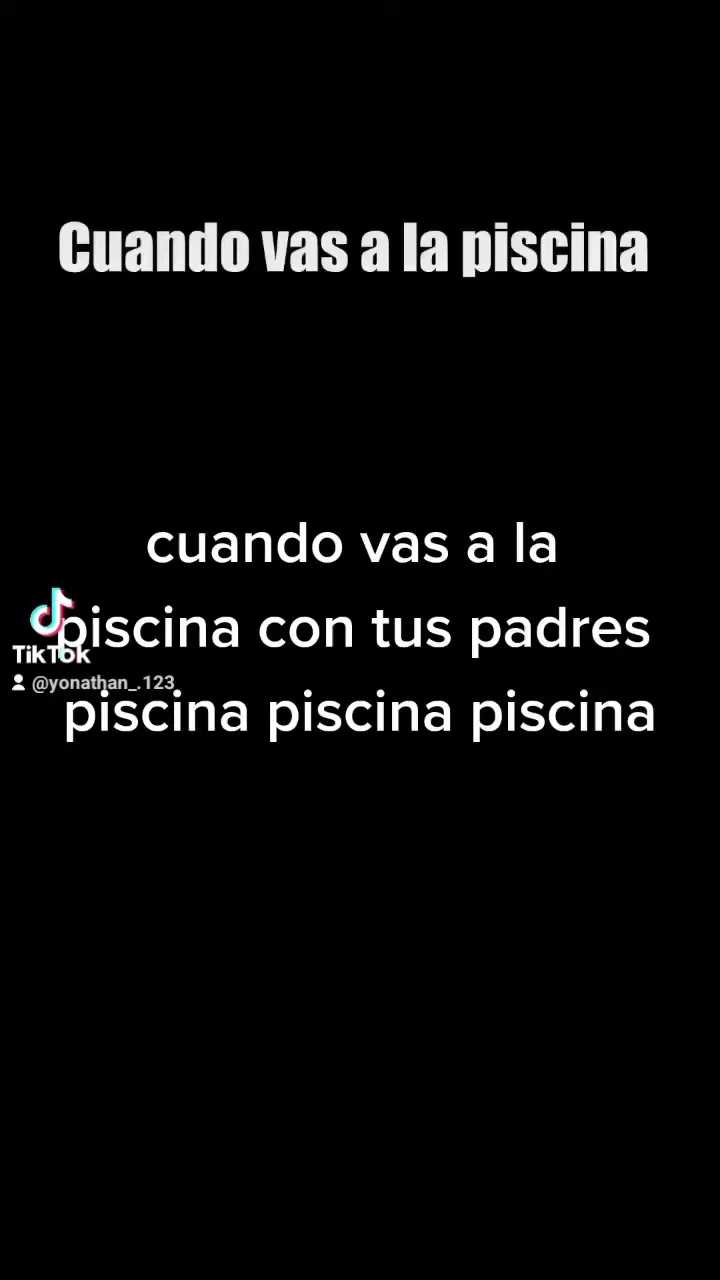 Cuando vas a la piscina
cuando vas a la
piscina con tus padres
TikTok
@yonathan_.123
piscina piscina piscina